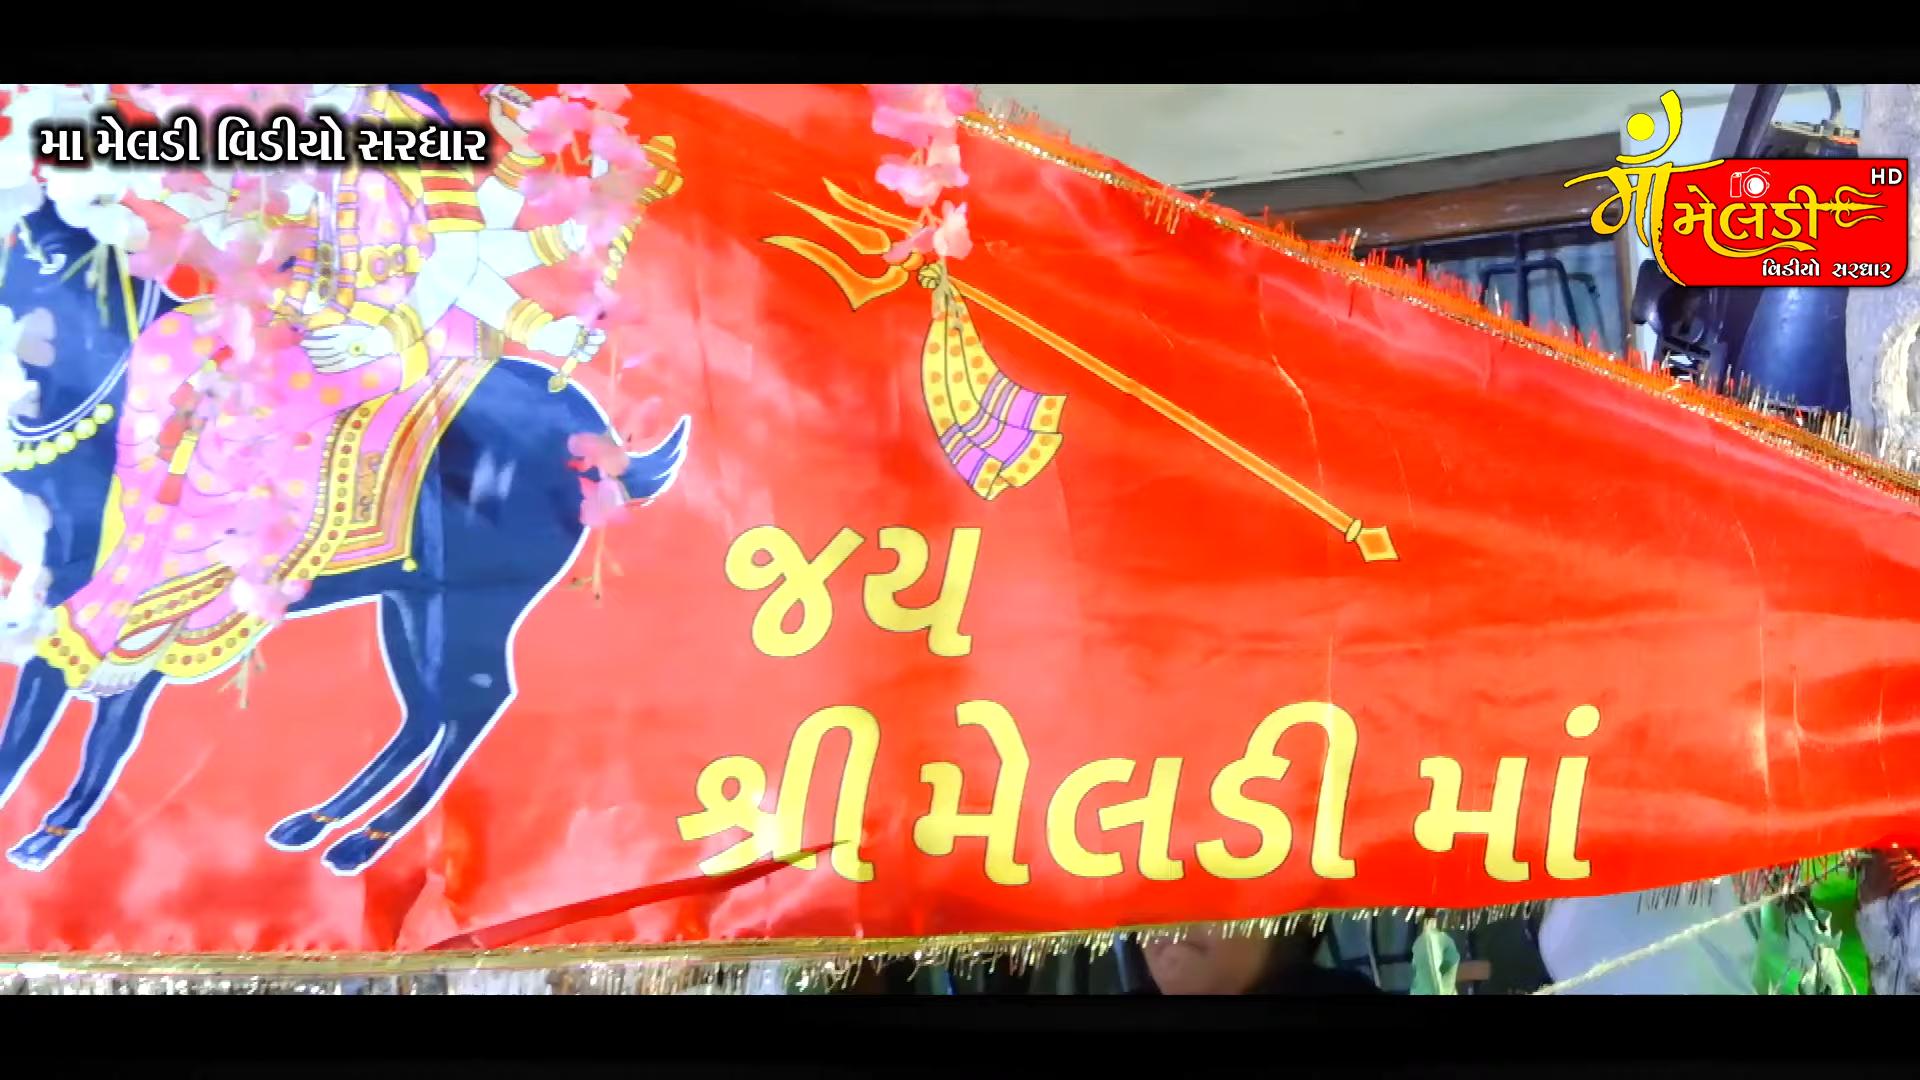 મા મેલડી વિડીયો સરધાર
માઁ
HD
મેલડી
વિડીયો સરધાર
જય
શ્રી મેલડી માં